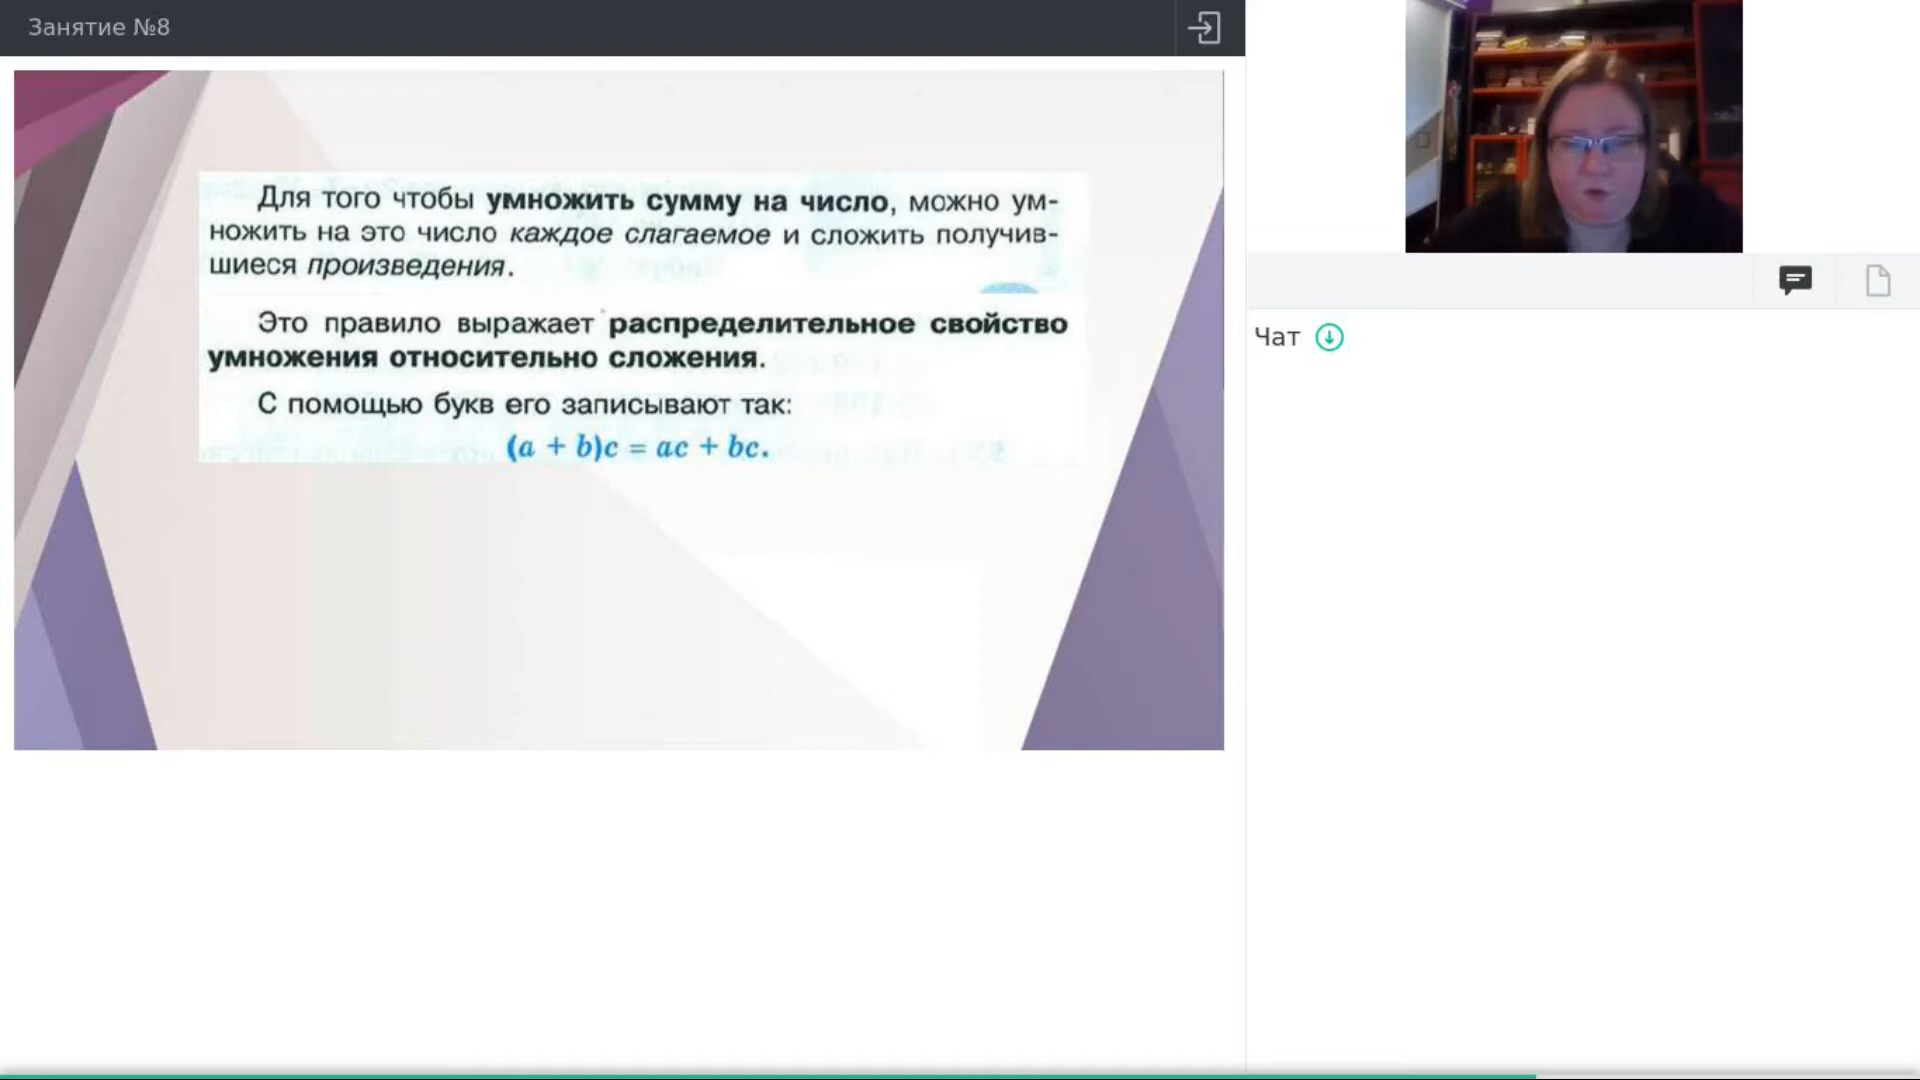 Занятие №8
Для того чтобы умножить сумму на число, можно ум-
ножить на это число каждое слагаемое и сложить получив-
шиеся произведения.
Это правило выражает распределительное свойство
умножения относительно сложения.
С помощью букв его записывают так:
(a + b)c = ac + bc.
Чат